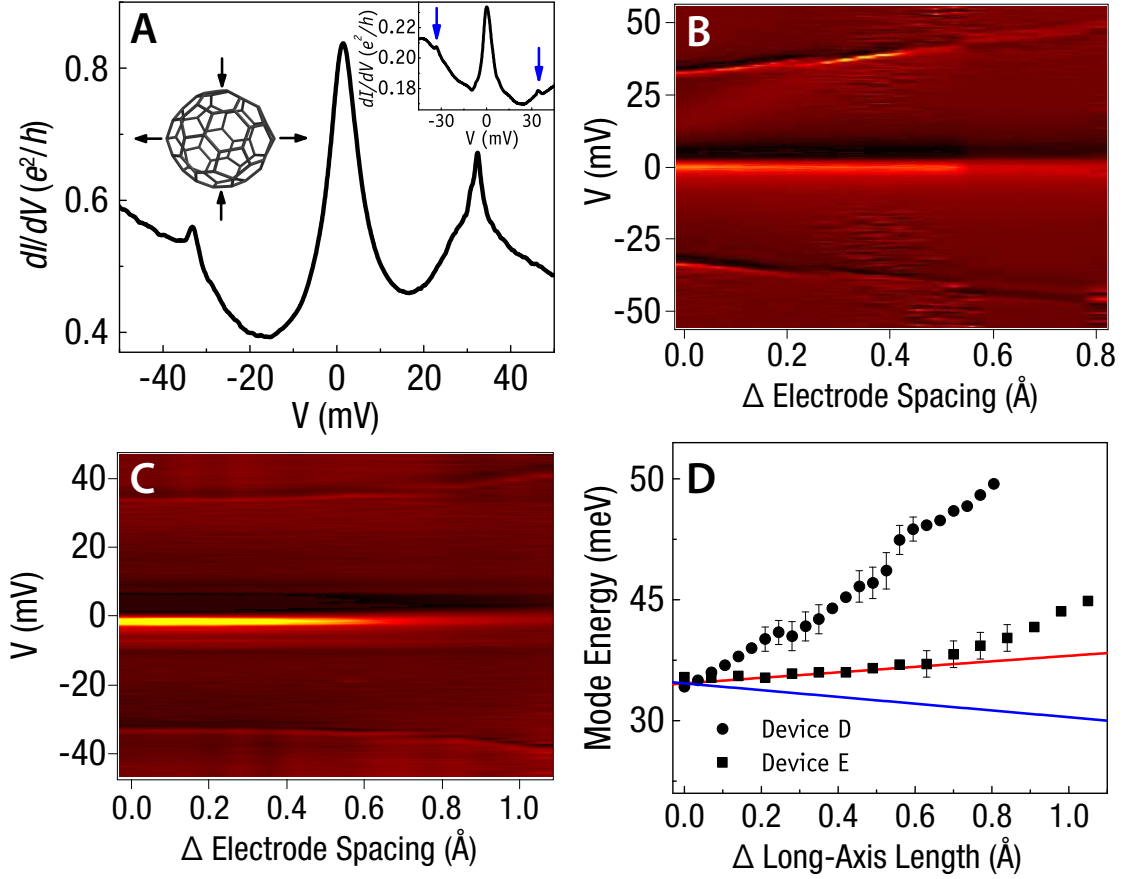 A
dI/dV (e²/h)
0.8
0.6
0.4
-40 -20 0 20 40
V (mV)
dI/dV (e²/h)
0.22
0.20
0.18
-30 0 30
V (mV)
B
V (mV)
50
25
0
-25
-50
0.0 0.2 0.4 0.6 0.8
Δ Electrode Spacing (Å)
C
V (mV)
40
20
0
-20
-40
0.0 0.2 0.4 0.6 0.8 1.0
Δ Electrode Spacing (Å)
D
Mode Energy (meV)
50
45
30
Device D
Device E
0.0 0.2 0.4 0.6 0.8 1.0
Δ Long-Axis Length (Å)